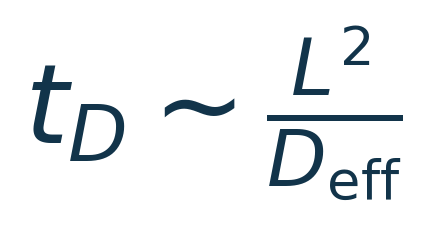 t_D ~ L^2 / D_eff